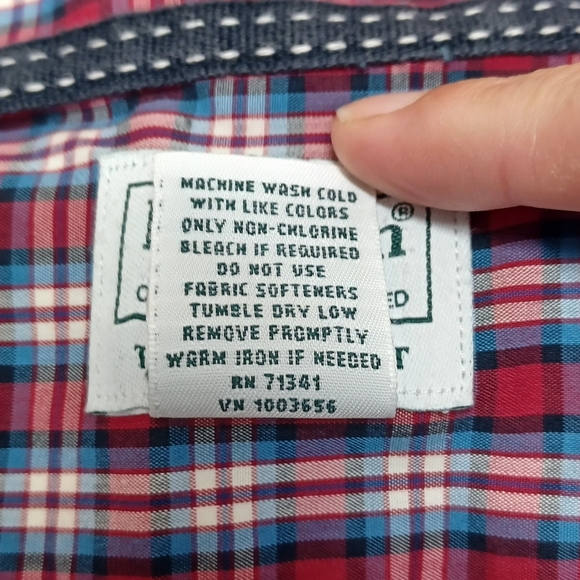 MACHINE WASH COLD
WITH LIKE COLORS
ONLY NON-CHLORINE
BLEACH IF REQUIRED
DO NOT USE
FABRIC SOFTENERS
TUMBLE DRY LOW
REMOVE PROMPTLY
WARM IRON IF NEEDED
RN 71341
VN 1003656